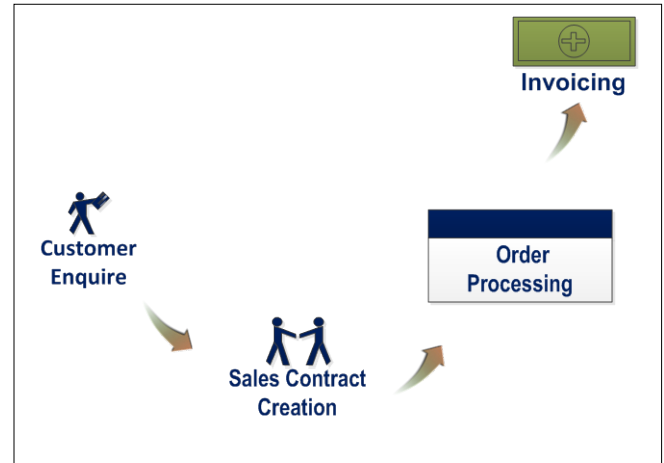 Customer
Enquire
Sales Contract
Creation
Order
Processing
Invoicing